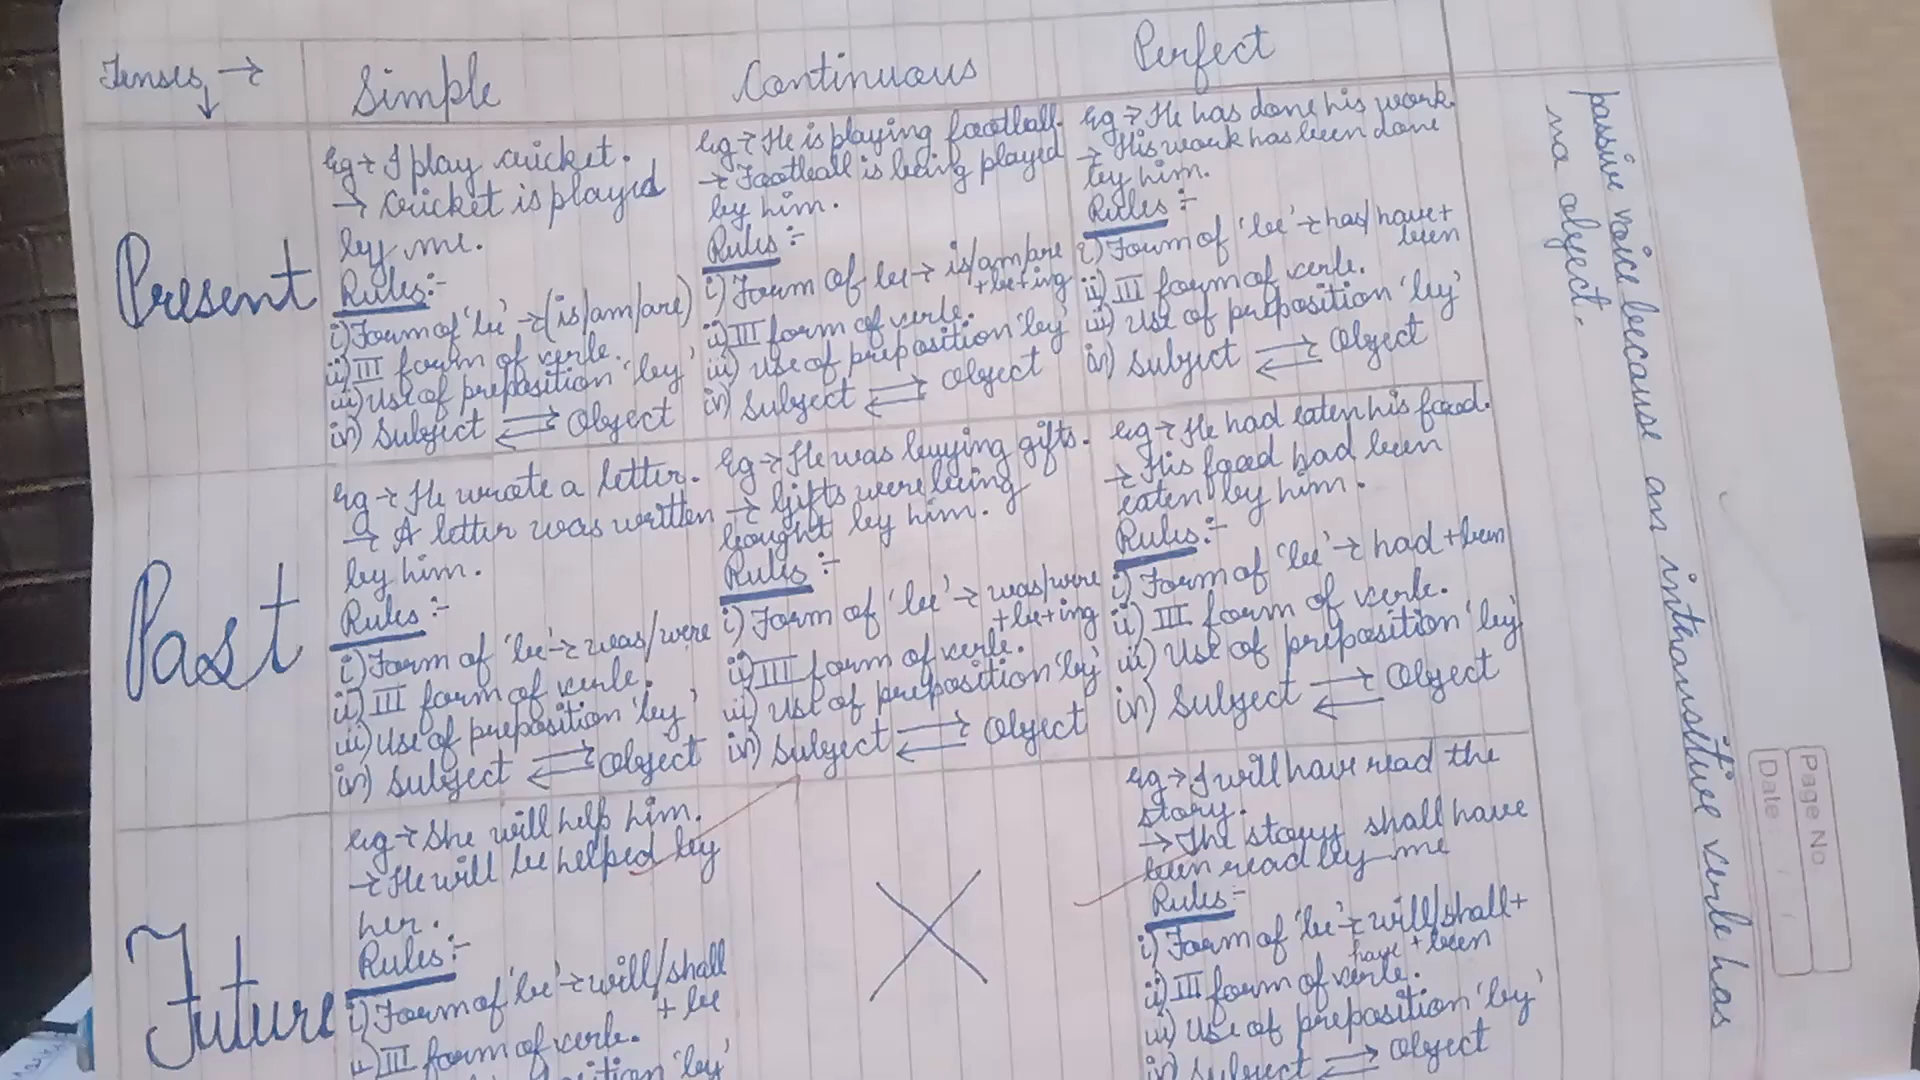 Tenses → ↓
Simple
Continuous
Perfect
Present
Eg → I play cricket.
→ Cricket is played
by me.
Rules:-
i) Form of 'be' → (is/am/are)
ii) III form of verb.
iii) Use of preposition 'by'
iv) Subject ⇄ Object
Eg → He is playing football.
→ Football is being played
by him.
Rules:-
i) Form of be → is/am/are
+be+ing
ii) III form of verb.
iii) Use of preposition 'by'
iv) Subject ⇄ Object
Eg → He has done his work.
→ His work has been done
by him.
Rules:-
i) Form of 'be' → has/have+
been
ii) III form of verb.
iii) Use of preposition 'by'
iv) Subject ⇄ Object
Past
Eg → He wrote a letter.
→ A letter was written
by him.
Rules:-
i) Form of 'be' → was/were
ii) III form of verb.
iii) Use of preposition 'by'
iv) Subject ⇄ Object
Eg → He was buying gifts.
→ Gifts were being
bought by him.
Rules:-
i) Form of 'be' → was/were
+be+ing
ii) III form of verb.
iii) Use of preposition 'by'
iv) Subject ⇄ Object
Eg → He had eaten his food.
→ His food had been
eaten by him.
Rules:-
i) Form of 'be' → had + been
ii) III form of verb.
iii) Use of preposition 'by'
iv) Subject ⇄ Object
Future
Eg → She will help him.
→ He will be helped by
her.
Rules:-
i) Form of 'be' → will/shall
+ be
ii) III form of verb.
'by'
Eg → I will have read the
story.
→ The story shall have
been read by me
Rules:-
i) Form of 'be' → will/shall+
have + been
ii) III form of verb.
iii) Use of preposition 'by'
iv) Subject ⇄ Object
passive voice because an intransitive verb has
no object.
Page No
Date / /